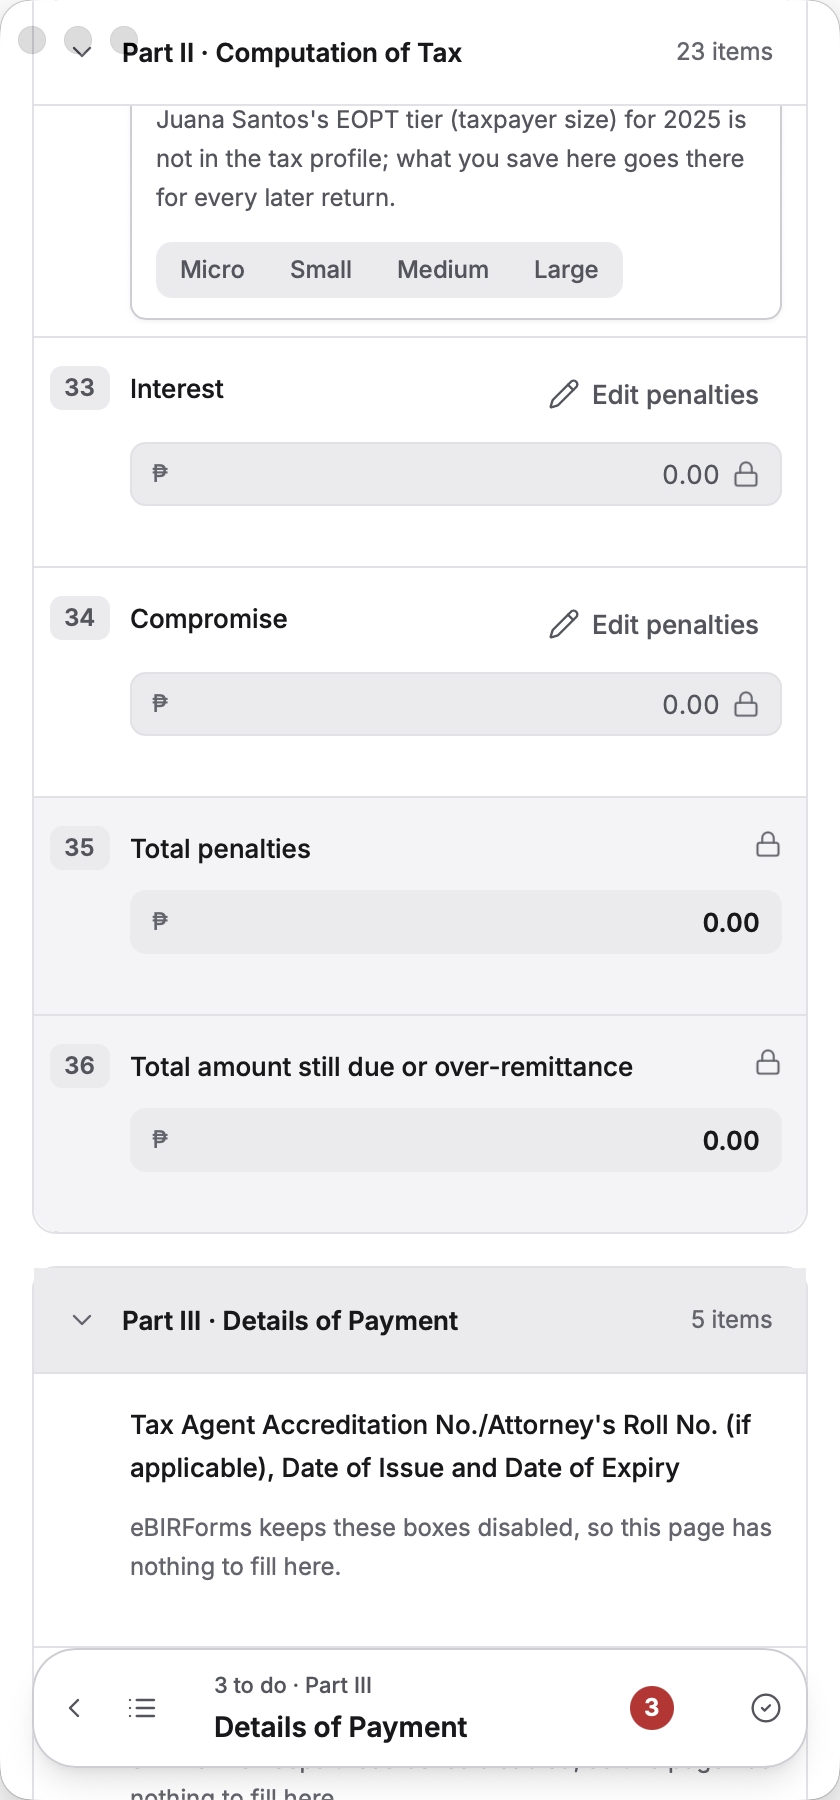 Part II · Computation of Tax
23 items
Juana Santos's EOPT tier (taxpayer size) for 2025 is
not in the tax profile; what you save here goes there
for every later return.
Micro Small Medium Large
33 Interest Edit penalties
₱ 0.00
34 Compromise Edit penalties
₱ 0.00
35 Total penalties
₱ 0.00
36 Total amount still due or over-remittance
₱ 0.00
Part III · Details of Payment
5 items
Tax Agent Accreditation No./Attorney's Roll No. (if
applicable), Date of Issue and Date of Expiry
eBIRForms keeps these boxes disabled, so this page has
nothing to fill here.
3 to do · Part III
Details of Payment
3
nothing to fill here